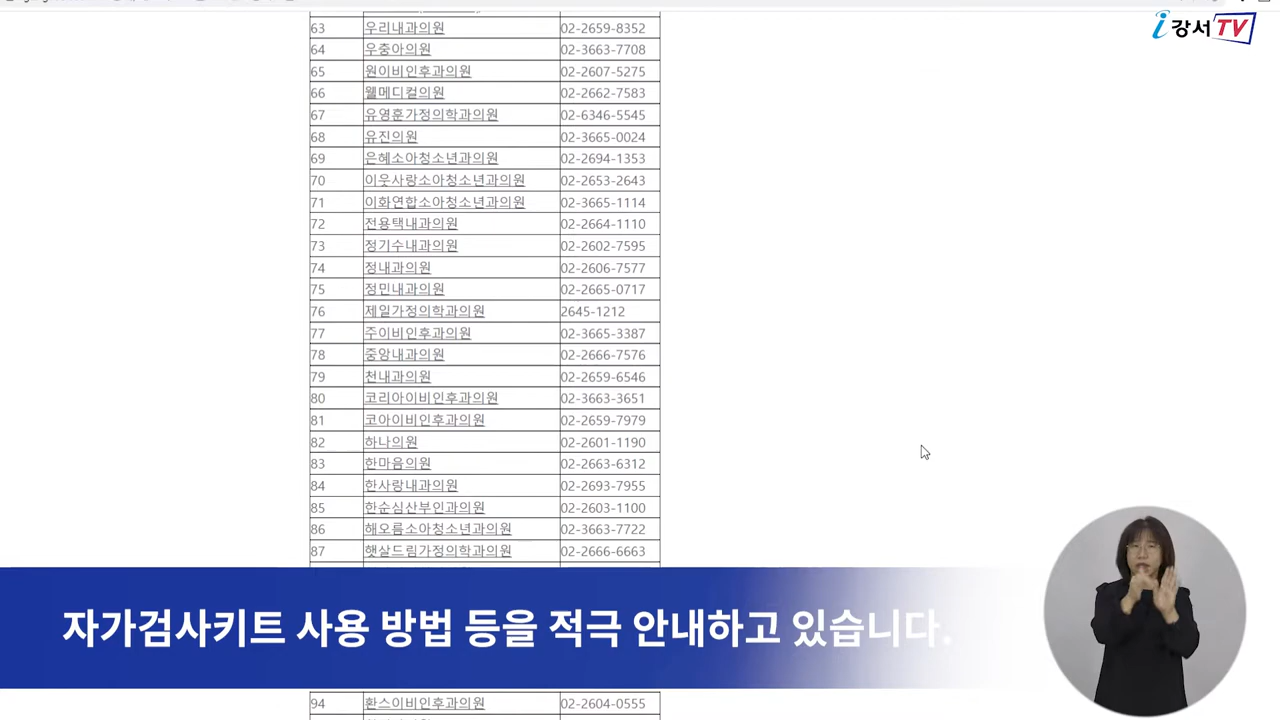 i강서TV
63 우리내과의원 02-2659-8352
64 우충아의원 02-3663-7708
65 원이비인후과의원 02-2607-5275
66 웰메디컬의원 02-2662-7583
67 유영훈가정의학과의원 02-6346-5545
68 유진의원 02-3665-0024
69 은혜소아청소년과의원 02-2694-1353
70 이웃사랑소아청소년과의원 02-2653-2643
71 이화연합소아청소년과의원 02-3665-1114
72 전용택내과의원 02-2664-1110
73 정기수내과의원 02-2602-7595
74 정내과의원 02-2606-7577
75 정민내과의원 02-2665-0717
76 제일가정의학과의원 2645-1212
77 주이비인후과의원 02-3665-3387
78 중앙내과의원 02-2666-7576
79 천내과의원 02-2659-6546
80 코리아이비인후과의원 02-3663-3651
81 코아이비인후과의원 02-2659-7979
82 하나의원 02-2601-1190
83 한마음의원 02-2663-6312
84 한사랑내과의원 02-2693-7955
85 한순심산부인과의원 02-2603-1100
86 해오름소아청소년과의원 02-3663-7722
87 햇살드림가정의학과의원 02-2666-6663
자가검사키트 사용 방법 등을 적극 안내하고 있습니다.
94 환스이비인후과의원 02-2604-0555